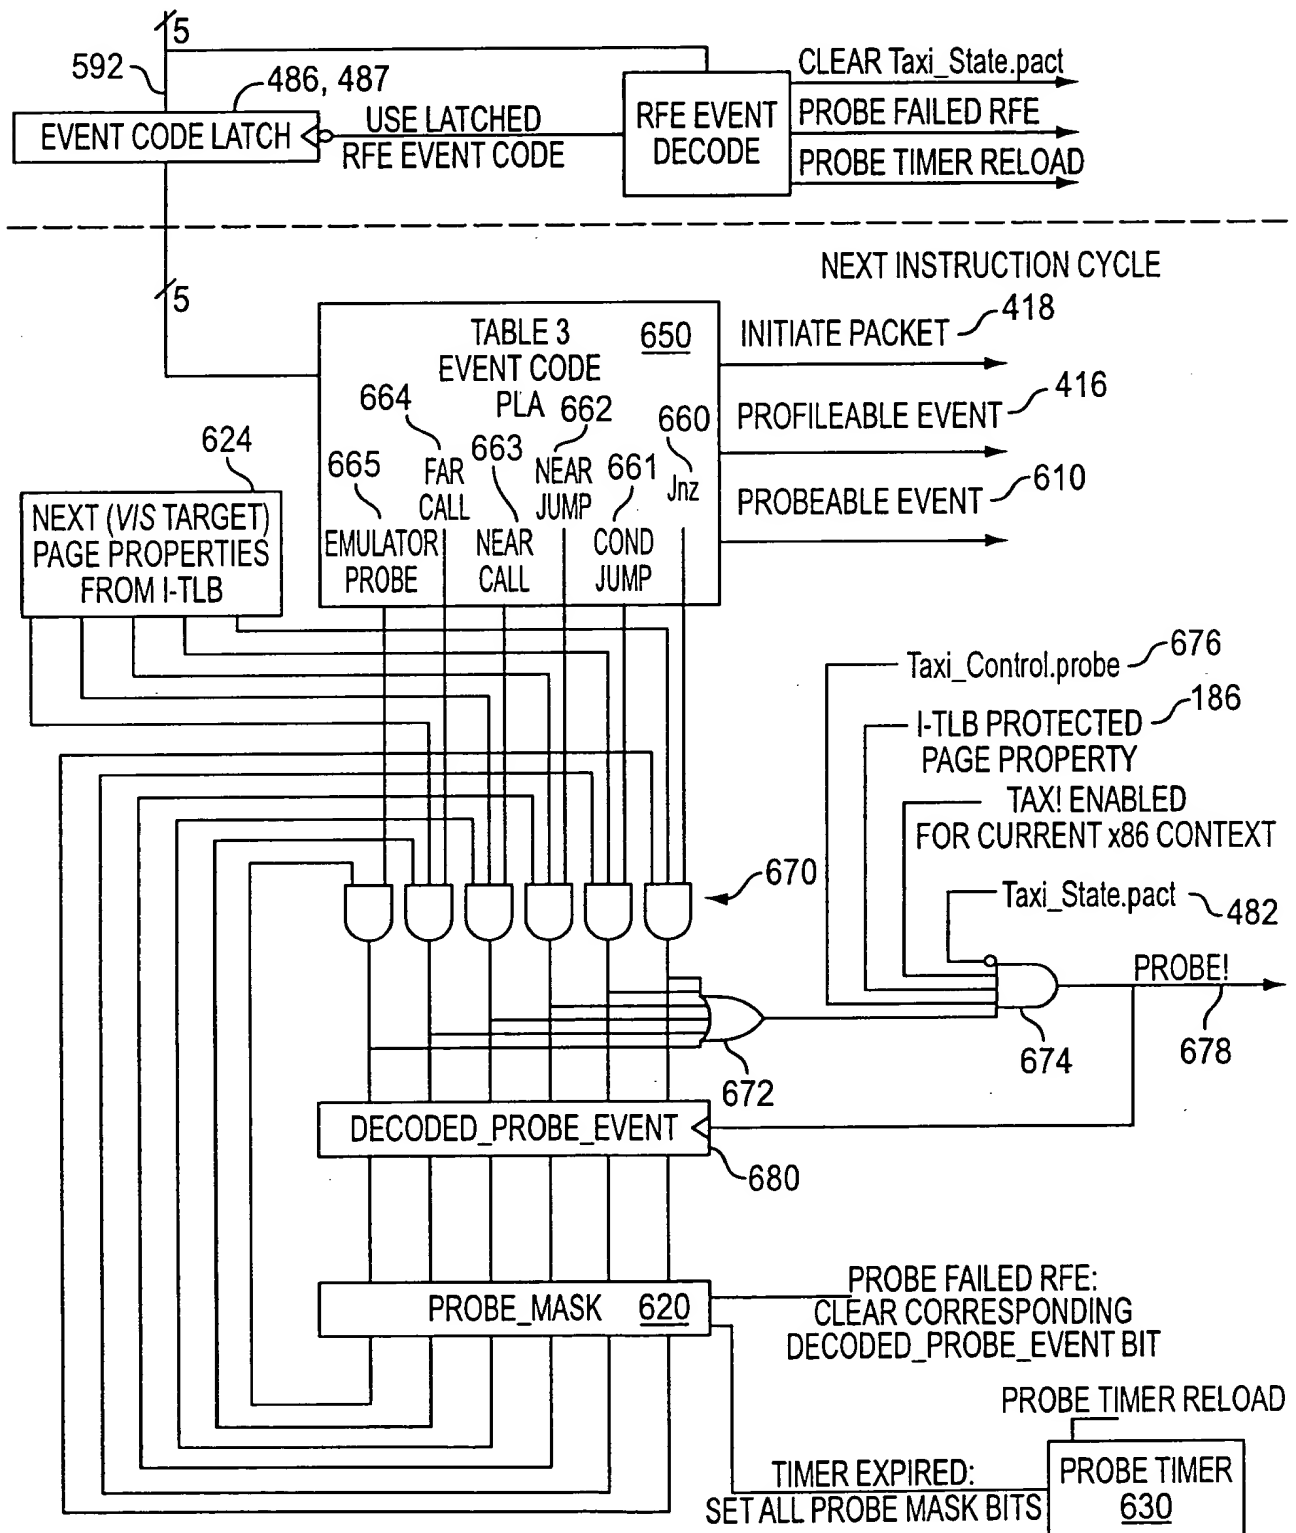 5
592
486, 487
EVENT CODE LATCH
USE LATCHED
RFE EVENT CODE
RFE EVENT
DECODE
CLEAR Taxi_State.pact
PROBE FAILED RFE
PROBE TIMER RELOAD
NEXT INSTRUCTION CYCLE
5
TABLE 3
EVENT CODE
PLA
650
INITIATE PACKET
418
PROFILEABLE EVENT
416
PROBEABLE EVENT
610
664
FAR
CALL
662
NEAR
JUMP
660
Jnz
665
EMULATOR
PROBE
663
NEAR
CALL
661
COND
JUMP
624
NEXT (V/S TARGET)
PAGE PROPERTIES
FROM I-TLB
Taxi_Control.probe
676
I-TLB PROTECTED
PAGE PROPERTY
186
TAX! ENABLED
FOR CURRENT x86 CONTEXT
Taxi_State.pact
482
670
PROBE!
678
674
672
DECODED_PROBE_EVENT
680
PROBE_MASK
620
PROBE FAILED RFE:
CLEAR CORRESPONDING
DECODED_PROBE_EVENT BIT
PROBE TIMER RELOAD
TIMER EXPIRED:
SET ALL PROBE MASK BITS
PROBE TIMER
630